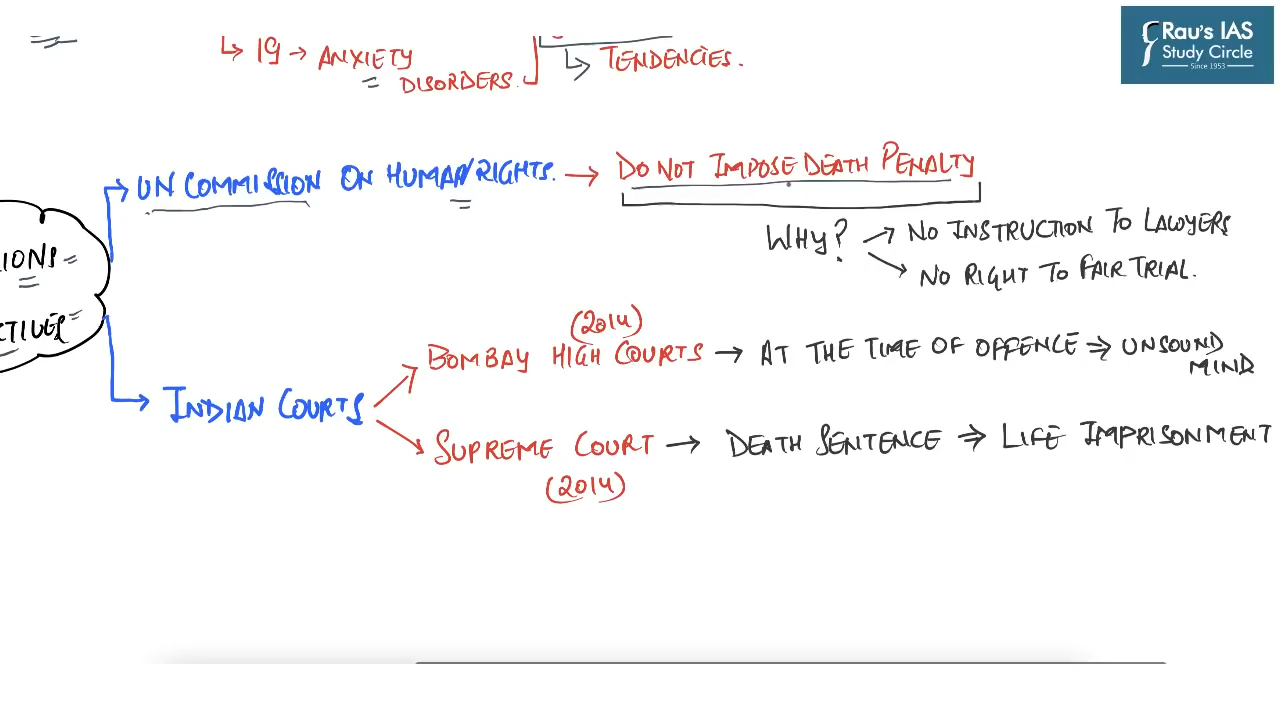 Rau's IAS
Study Circle
Since 1953
↳ 19 → ANXIETY
DISORDERS.
↳ TENDENCIES.
UN COMMISSION ON HUMAN RIGHTS. → DO NOT IMPOSE DEATH PENALTY
WHY? → NO INSTRUCTION TO LAWYERS
→ NO RIGHT TO FAIR TRIAL.
IONS
CTIVES
INDIAN COURTS
(2014)
BOMBAY HIGH COURTS → AT THE TIME OF OFFENCE ⇒ UNSOUND
MIND
SUPREME COURT → DEATH SENTENCE ⇒ LIFE IMPRISONMENT
(2014)